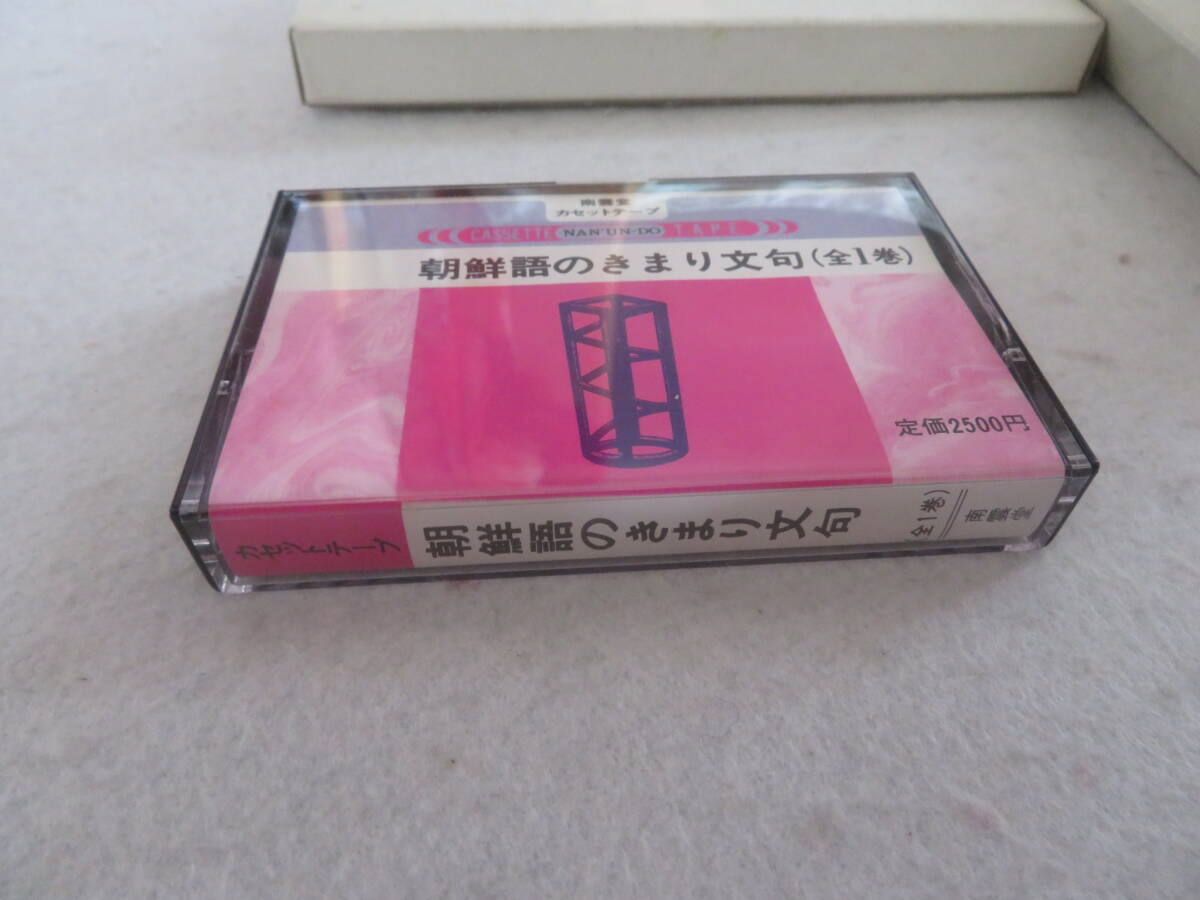 南雲堂
カセットテープ
CASSETTE NAN'UN-DO TAPE
朝鮮語のきまり文句(全1巻)
定価2500円
カセットテープ 朝鮮語のきまり文句 (全1巻) 南雲堂